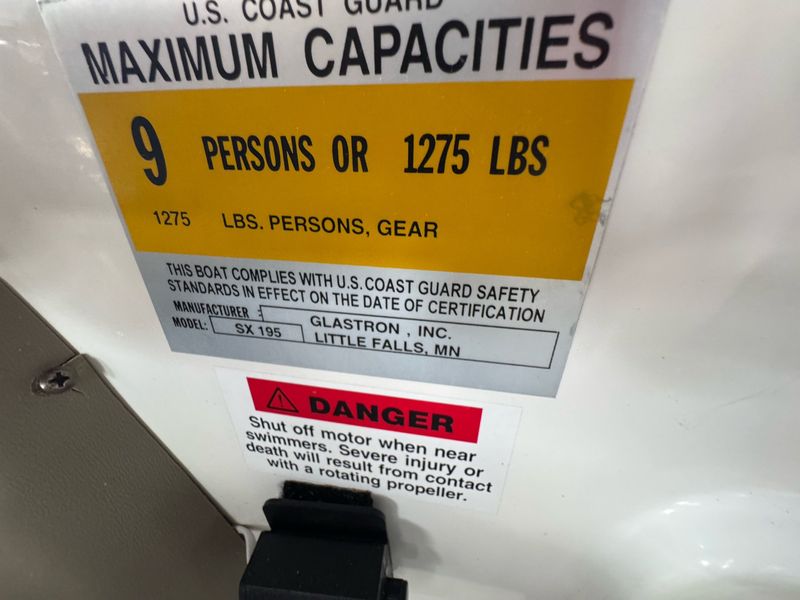 U.S. COAST GUARD
MAXIMUM CAPACITIES
9 PERSONS OR 1275 LBS
1275 LBS. PERSONS, GEAR
THIS BOAT COMPLIES WITH U.S. COAST GUARD SAFETY
STANDARDS IN EFFECT ON THE DATE OF CERTIFICATION
MANUFACTURER : GLASTRON , INC.
MODEL: SX 195 LITTLE FALLS, MN
DANGER
Shut off motor when near
swimmers. Severe injury or
death will result from contact
with a rotating propeller.